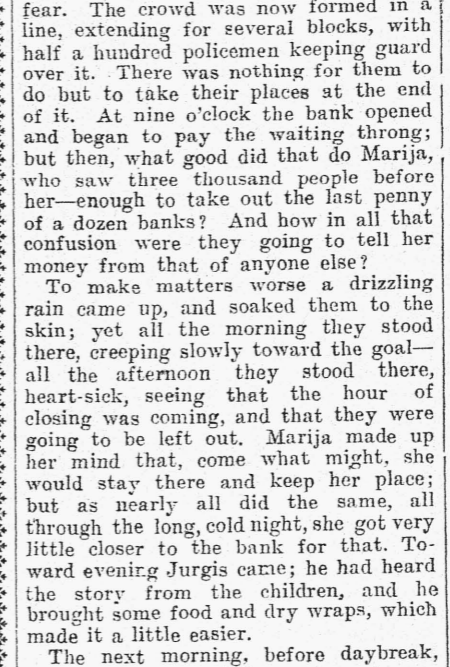 fear. The crowd was now formed in a
line, extending for several blocks, with
half a hundred policemen keeping guard
over it. There was nothing for them to
do but to take their places at the end
of it. At nine o'clock the bank opened
and began to pay the waiting throng;
but then, what good did that do Marija,
who saw three thousand people before
her—enough to take out the last penny
of a dozen banks? And how in all that
confusion were they going to tell her
money from that of anyone else?
To make matters worse a drizzling
rain came up, and soaked them to the
skin; yet all the morning they stood
there, creeping slowly toward the goal—
all the afternoon they stood there,
heart-sick, seeing that the hour of
closing was coming, and that they were
going to be left out. Marija made up
her mind that, come what might, she
would stay there and keep her place;
but as nearly all did the same, all
through the long, cold night, she got very
little closer to the bank for that. To-
ward evening Jurgis came; he had heard
the story from the children, and he
brought some food and dry wraps, which
made it a little easier.
The next morning, before daybreak,